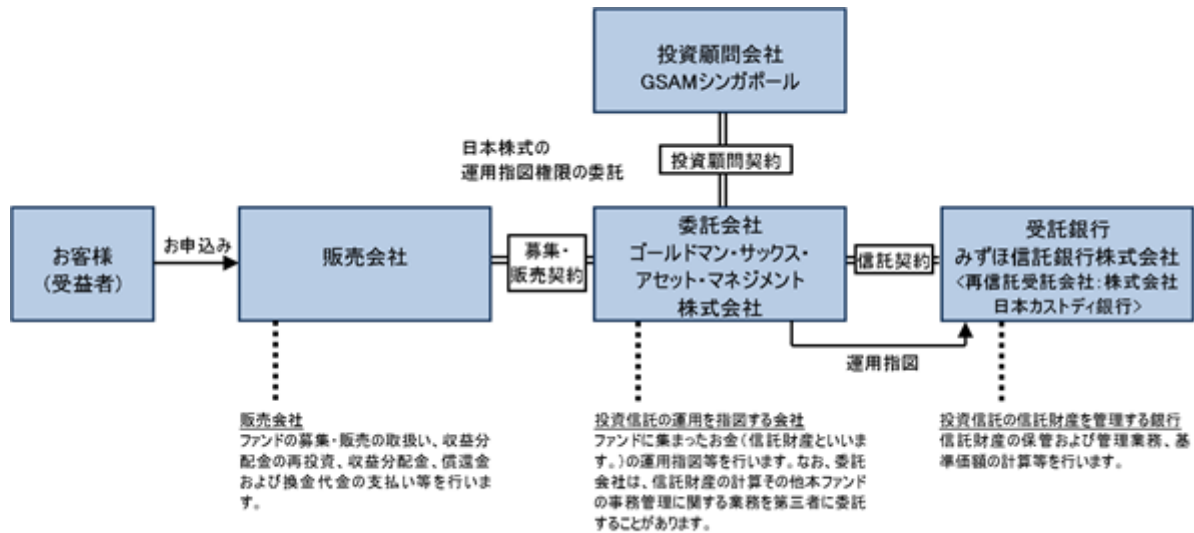 投資顧問会社
GSAMシンガポール
日本株式の
運用指図権限の委託
投資顧問契約
お客様
(受益者)
お申込み
販売会社
募集・
販売契約
委託会社
ゴールドマン・サックス・
アセット・マネジメント
株式会社
信託契約
受託銀行
みずほ信託銀行株式会社
<再信託受託会社:株式会社
日本カストディ銀行>
運用指図
販売会社
ファンドの募集・販売の取扱い、収益分
配金の再投資、収益分配金、償還金
および換金代金の支払い等を行いま
す。
投資信託の運用を指図する会社
ファンドに集まったお金(信託財産といいま
す。)の運用指図等を行います。なお、委託
会社は、信託財産の計算その他本ファンド
の事務管理に関する業務を第三者に委託
することがあります。
投資信託の信託財産を管理する銀行
信託財産の保管および管理業務、基
準価額の計算等を行います。